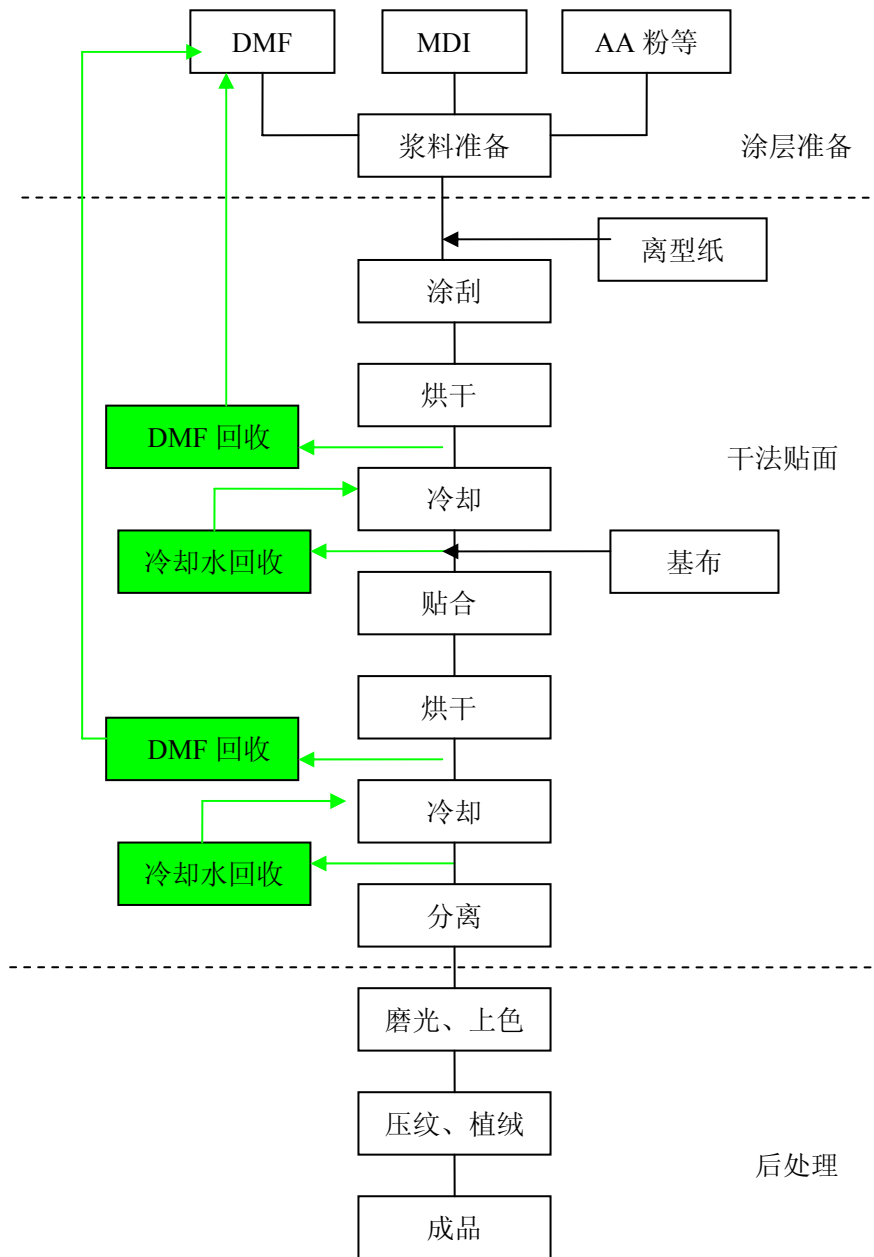 DMF
MDI
AA 粉等
浆料准备
涂层准备
离型纸
涂刮
烘干
DMF 回收
干法贴面
冷却
冷却水回收
基布
贴合
烘干
DMF 回收
冷却
冷却水回收
分离
磨光、上色
压纹、植绒
后处理
成品